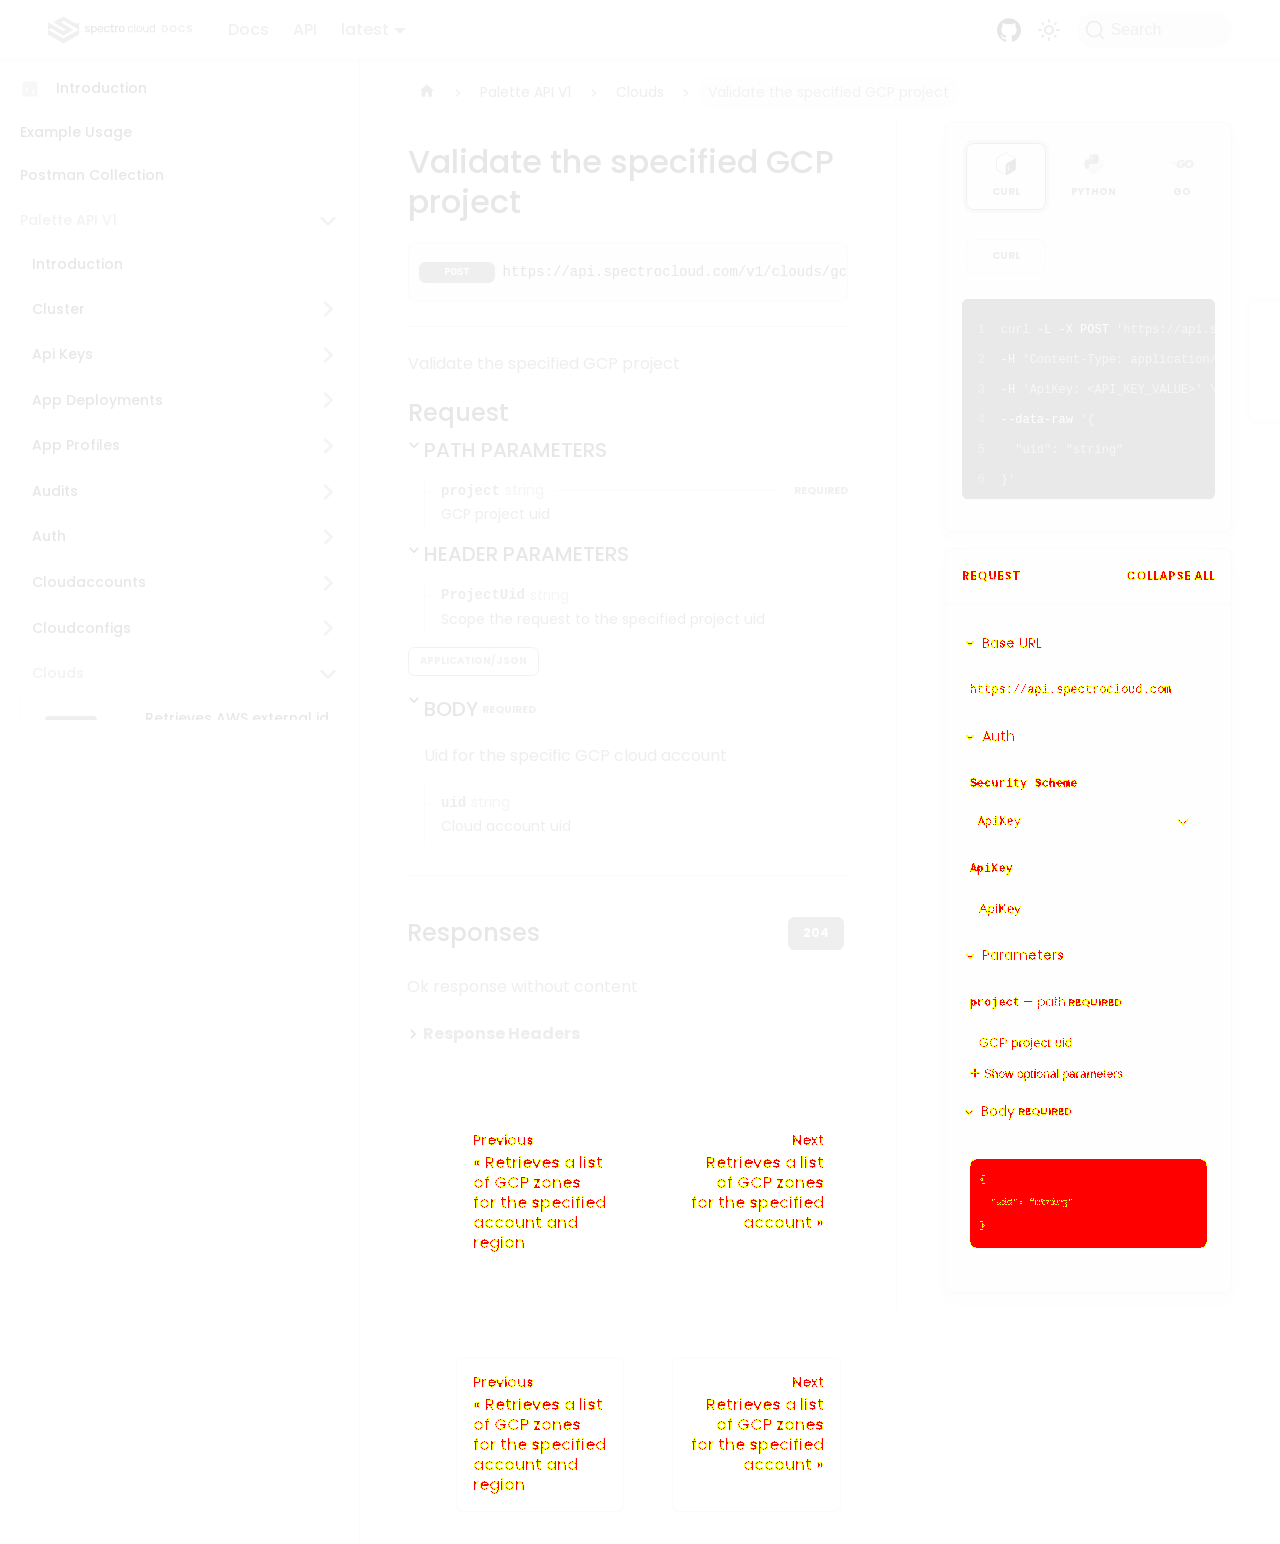 spectro cloud DOCS
Docs
API
latest
Search
Introduction
Example Usage
Postman Collection
Palette API V1
Introduction
Cluster
Api Keys
App Deployments
App Profiles
Audits
Auth
Cloudaccounts
Cloudconfigs
Clouds
Retrieves AWS external id
Palette API V1
Clouds
Validate the specified GCP project
Validate the specified GCP
project
POST https://api.spectrocloud.com/v1/clouds/gc
Validate the specified GCP project
Request
PATH PARAMETERS
project string REQUIRED
GCP project uid
HEADER PARAMETERS
ProjectUid string
Scope the request to the specified project uid
APPLICATION/JSON
BODY REQUIRED
Uid for the specific GCP cloud account
uid string
Cloud account uid
Responses
204
Ok response without content
Response Headers
Previous
« Retrieves a list
of GCP zones
for the specified
account and
region
Next
Retrieves a list
of GCP zones
for the specified
account »
Previous
« Retrieves a list
of GCP zones
for the specified
account and
region
Next
Retrieves a list
of GCP zones
for the specified
account »
CURL
PYTHON
GO
CURL
1 curl -L -X POST 'https://api.s
2 -H 'Content-Type: application/
3 -H 'ApiKey: <API_KEY_VALUE>' \
4 --data-raw '{
5 "uid": "string"
6 }'
REQUEST
COLLAPSE ALL
Base URL
https://api.spectrocloud.com
Auth
Security Scheme
ApiKey
ApiKey
ApiKey
Parameters
project — path REQUIRED
GCP project uid
Show optional parameters
Body REQUIRED
{
"uid": "string"
}